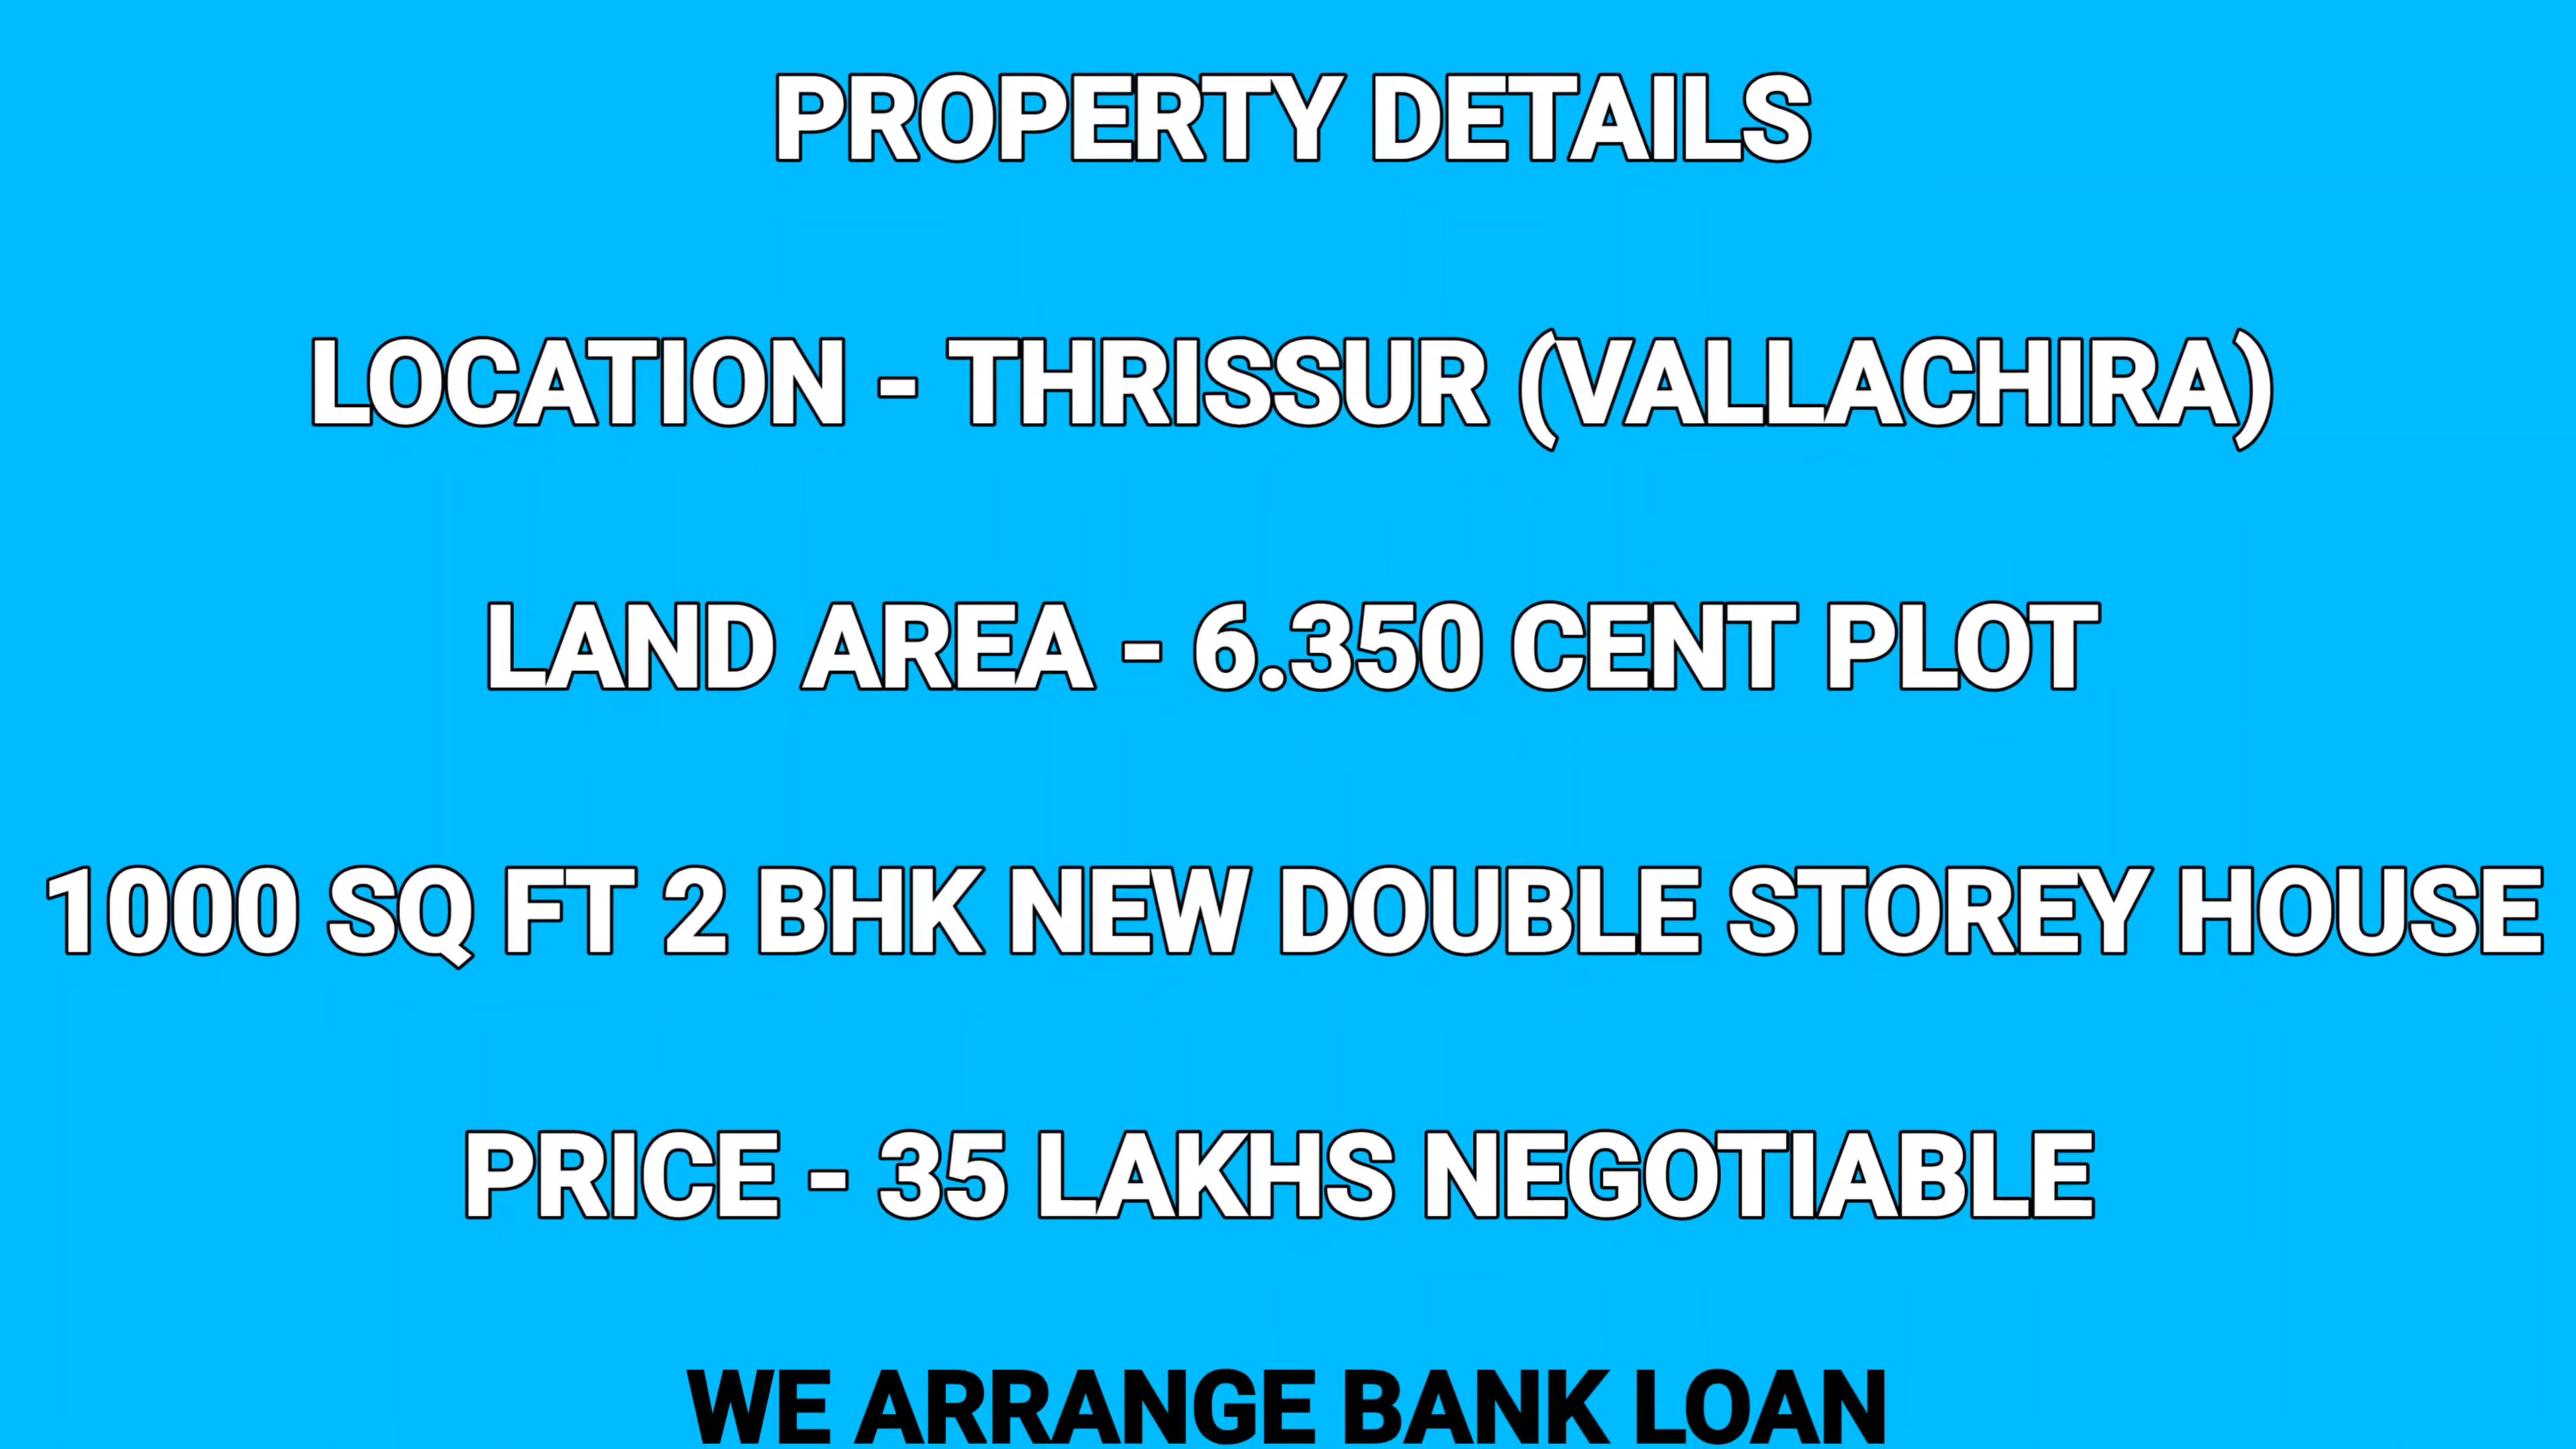 PROPERTY DETAILS
LOCATION - THRISSUR (VALLACHIRA)
LAND AREA - 6.350 CENT PLOT
1000 SQ FT 2 BHK NEW DOUBLE STOREY HOUSE
PRICE - 35 LAKHS NEGOTIABLE
WE ARRANGE BANK LOAN